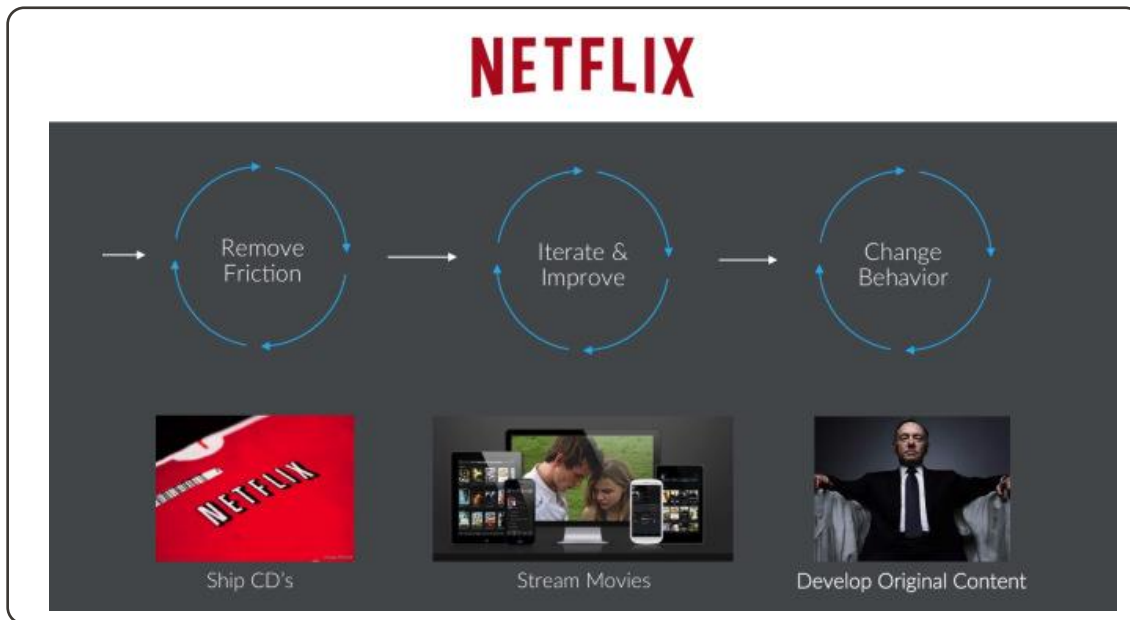 NETFLIX
Remove
Friction
Iterate &
Improve
Change
Behavior
NETFLIX
Ship CD's
Stream Movies
Develop Original Content